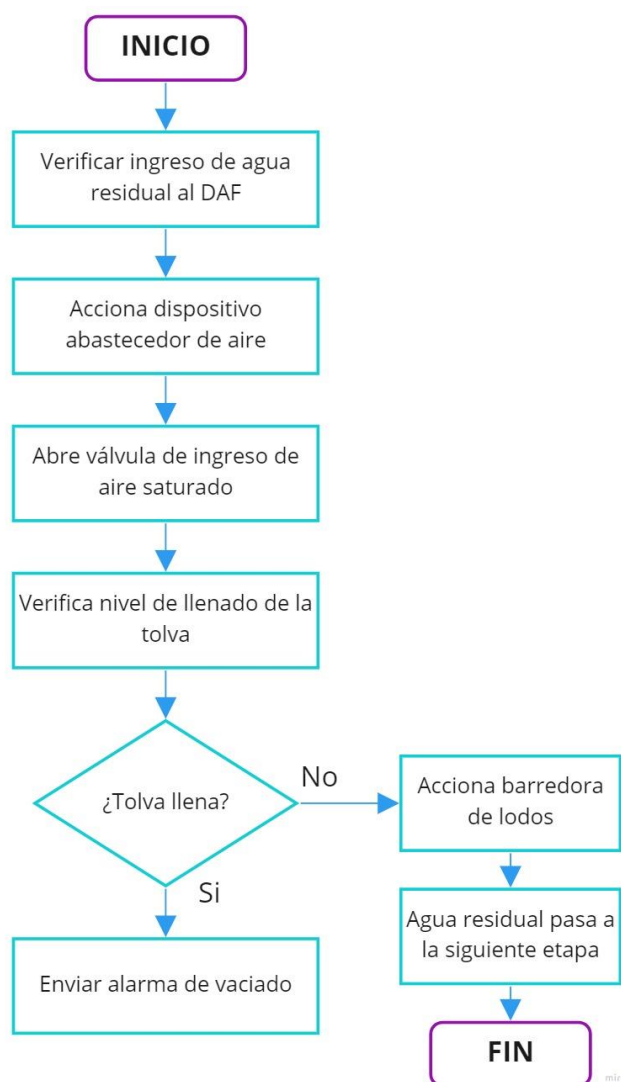 INICIO
Verificar ingreso de agua
residual al DAF
Acciona dispositivo
abastecedor de aire
Abre válvula de ingreso de
aire saturado
Verifica nivel de llenado de la
tolva
¿Tolva llena?
No
Acciona barredora
de lodos
Si
Agua residual pasa a
la siguiente etapa
Enviar alarma de vaciado
FIN